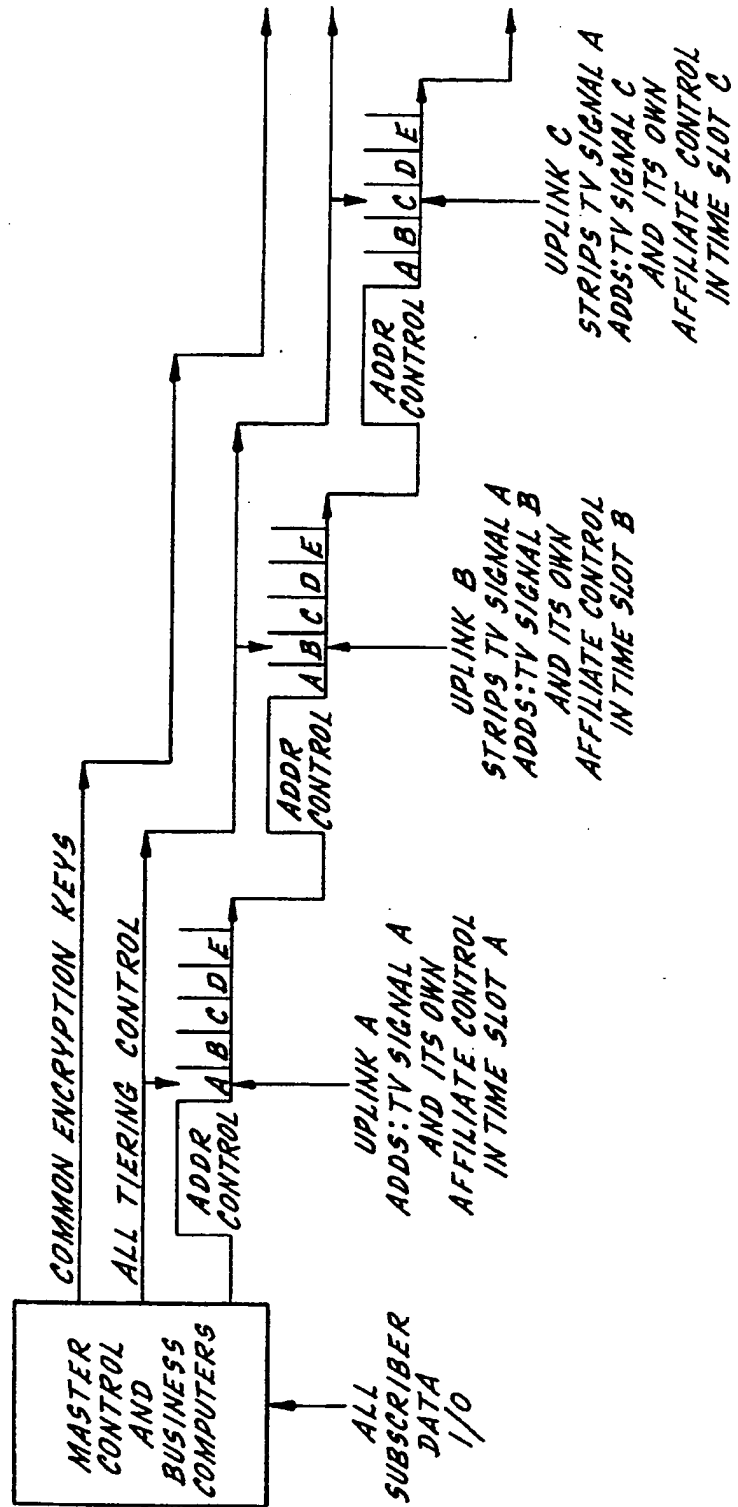 MASTER
CONTROL
AND
BUSINESS
COMPUTERS
ALL
SUBSCRIBER
DATA
I/O
COMMON ENCRYPTION KEYS
ALL TIERING CONTROL
ADDR
CONTROL
A B C D E
UPLINK A
ADDS: TV SIGNAL A
AND ITS OWN
AFFILIATE CONTROL
IN TIME SLOT A
ADDR
CONTROL
A B C D E
UPLINK B
STRIPS TV SIGNAL A
ADDS: TV SIGNAL B
AND ITS OWN
AFFILIATE CONTROL
IN TIME SLOT B
ADDR
CONTROL
A B C D E
UPLINK C
STRIPS TV SIGNAL A
ADDS: TV SIGNAL C
AND ITS OWN
AFFILIATE CONTROL
IN TIME SLOT C